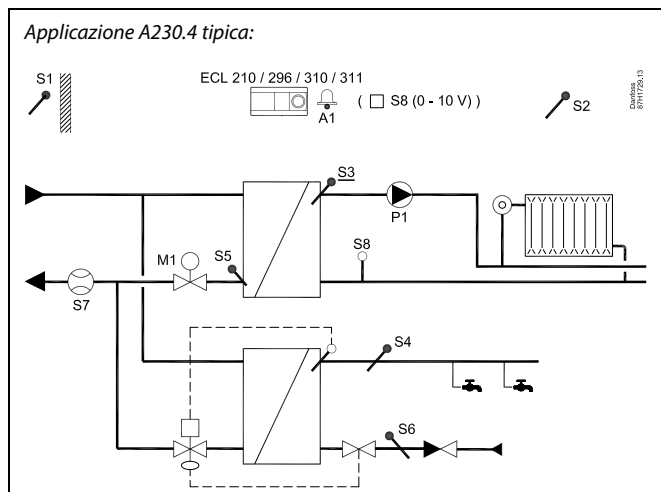 Applicazione A230.4 tipica:
S1
ECL 210 / 296 / 310 / 311
A1
( □ S8 (0 - 10 V) )
S2
Danfoss
87H1729.13
S3
P1
M1
S5
S8
S7
S4
S6